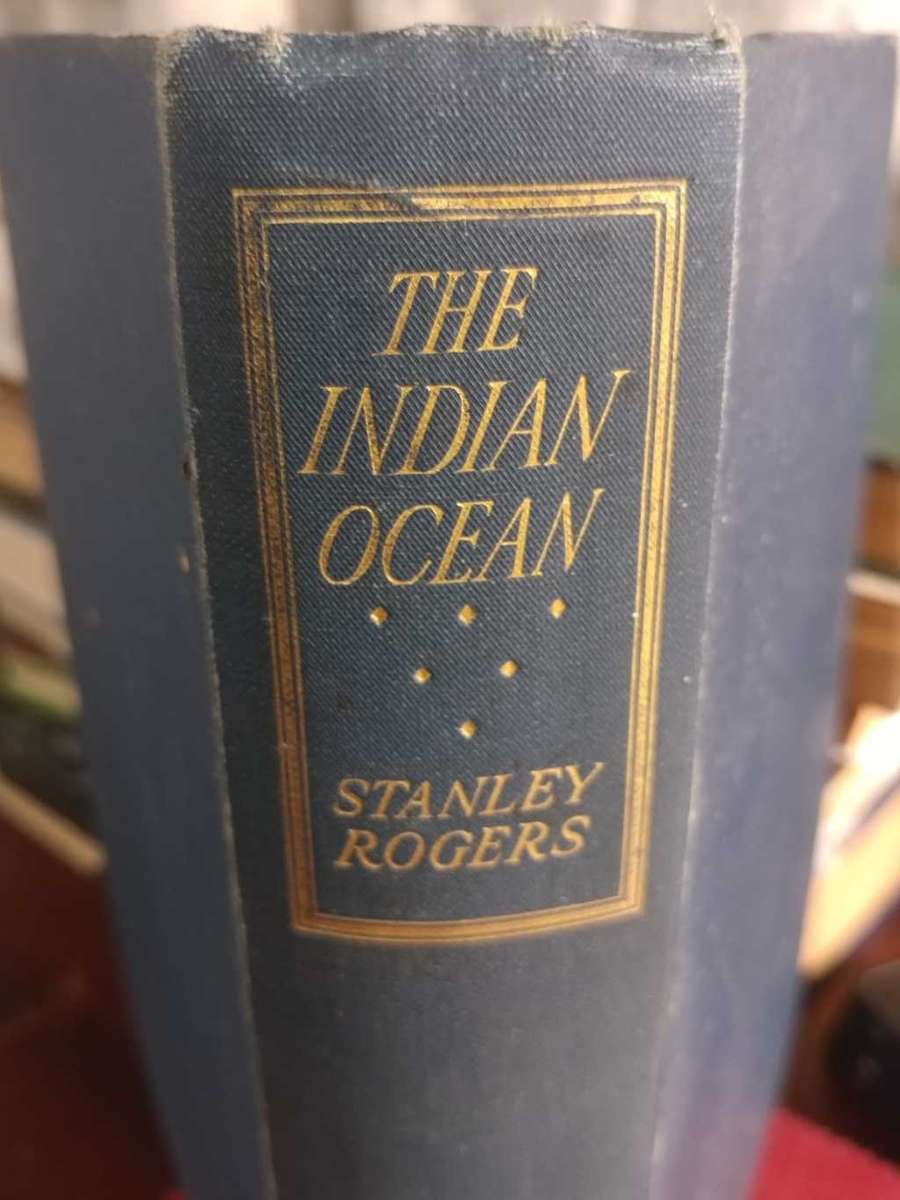 THE
INDIAN
OCEAN
STANLEY
ROGERS